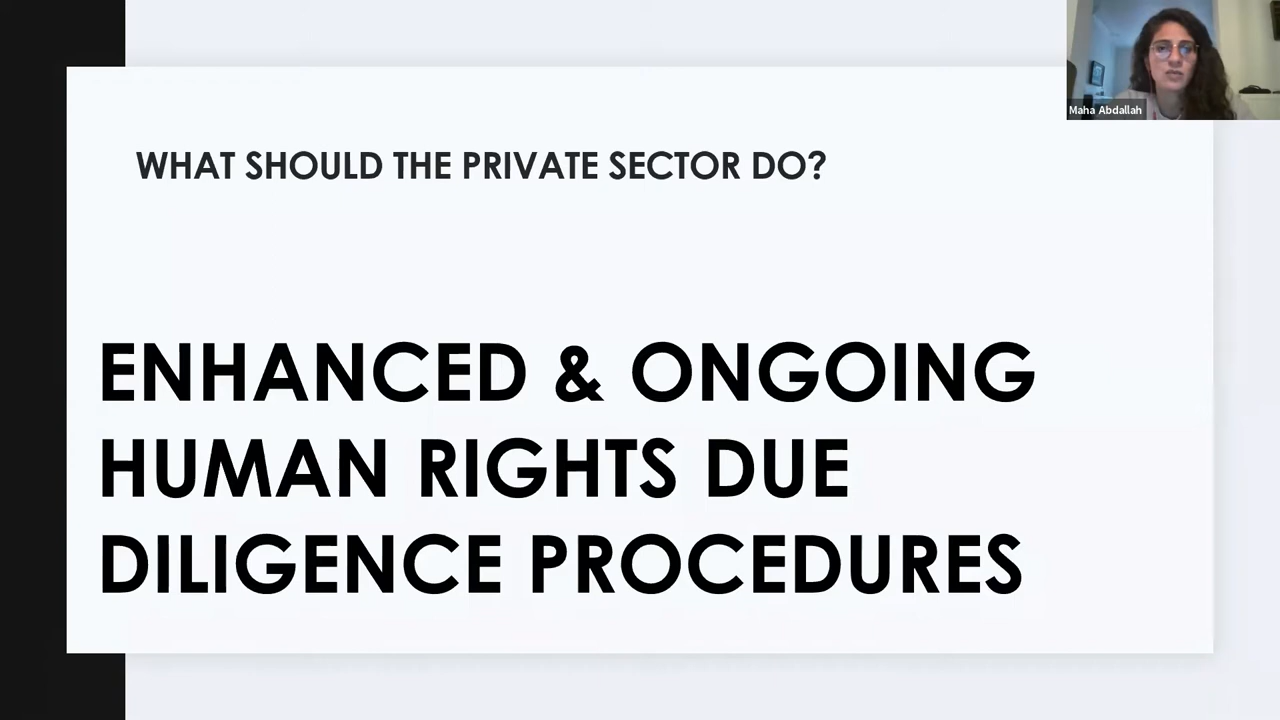 Maha Abdallah
WHAT SHOULD THE PRIVATE SECTOR DO?
ENHANCED & ONGOING
HUMAN RIGHTS DUE
DILIGENCE PROCEDURES